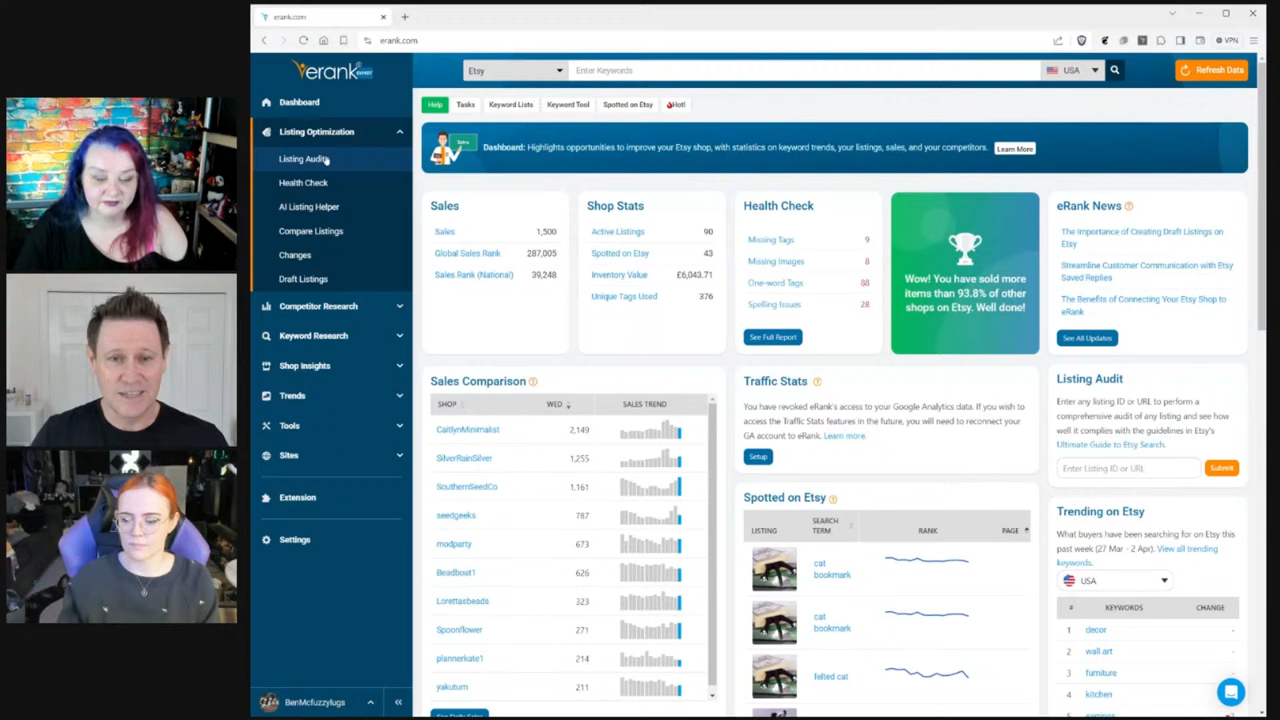 erank.com
erank.com
VPN
erank EXPERT
Etsy
Enter Keywords
USA
Refresh Data
Dashboard
Listing Optimization
Listing Audit
Health Check
AI Listing Helper
Compare Listings
Changes
Draft Listings
Competitor Research
Keyword Research
Shop Insights
Trends
Tools
Sites
Extension
Settings
BenMcfuzzylugs
Help
Tasks
Keyword Lists
Keyword Tool
Spotted on Etsy
Hot!
Dashboard: Highlights opportunities to improve your Etsy shop, with statistics on keyword trends, your listings, sales, and your competitors.
Learn More
Sales
Sales 1,500
Global Sales Rank 287,005
Sales Rank (National) 39,248
Shop Stats
Active Listings 90
Spotted on Etsy 43
Inventory Value £6,043.71
Unique Tags Used 376
Health Check
Missing Tags 9
Missing Images 8
One-word Tags 88
Spelling Issues 28
See Full Report
Wow! You have sold more
items than 93.8% of other
shops on Etsy. Well done!
eRank News
The Importance of Creating Draft Listings on
Etsy
Streamline Customer Communication with Etsy
Saved Replies
The Benefits of Connecting Your Etsy Shop to
eRank
See All Updates
Sales Comparison
SHOP WED SALES TREND
CaitlynMinimalist 2,149
SilverRainSilver 1,255
SouthernSeedCo 1,161
seedgeeks 787
modparty 673
Beadboat1 626
Lorettasbeads 323
Spoonflower 271
plannerkate1 214
yakutum 211
Traffic Stats
You have revoked eRank's access to your Google Analytics data. If you wish to
access the Traffic Stats features in the future, you will need to reconnect your
GA account to eRank. Learn more.
Setup
Spotted on Etsy
LISTING SEARCH TERM RANK PAGE
cat
bookmark
cat
bookmark
felted cat
Listing Audit
Enter any listing ID or URL to perform a
comprehensive audit of any listing and see how
well it complies with the guidelines in Etsy's
Ultimate Guide to Etsy Search.
Enter Listing ID or URL
Submit
Trending on Etsy
What buyers have been searching for on Etsy this
past week (27 Mar - 2 Apr). View all trending
keywords.
USA
# KEYWORDS CHANGE
1 decor -
2 wall art -
3 furniture -
4 kitchen